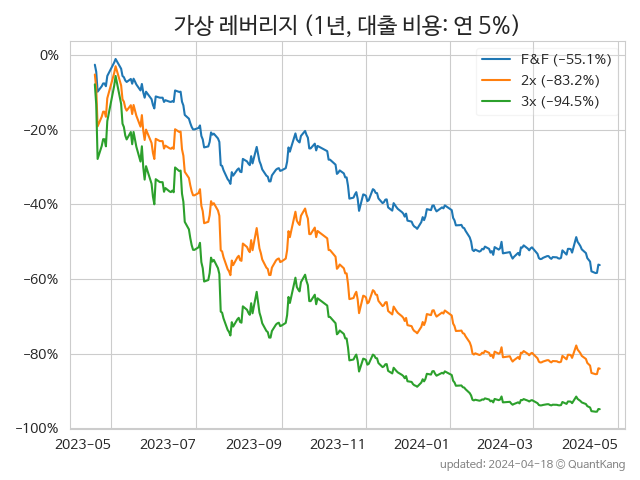 가상 레버리지 (1년, 대출 비용: 연 5%)
F&F (−55.1%)
2x (−83.2%)
3x (−94.5%)
0%
−20%
−40%
−60%
−80%
−100%
2023-05 2023-07 2023-09 2023-11 2024-01 2024-03 2024-05
updated: 2024-04-18 © QuantKang